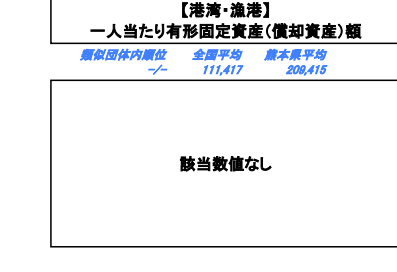 【港湾・漁港】
一人当たり有形固定資産(償却資産)額
類似団体内順位 全国平均 熊本県平均
-/- 111,417 209,415
該当数値なし